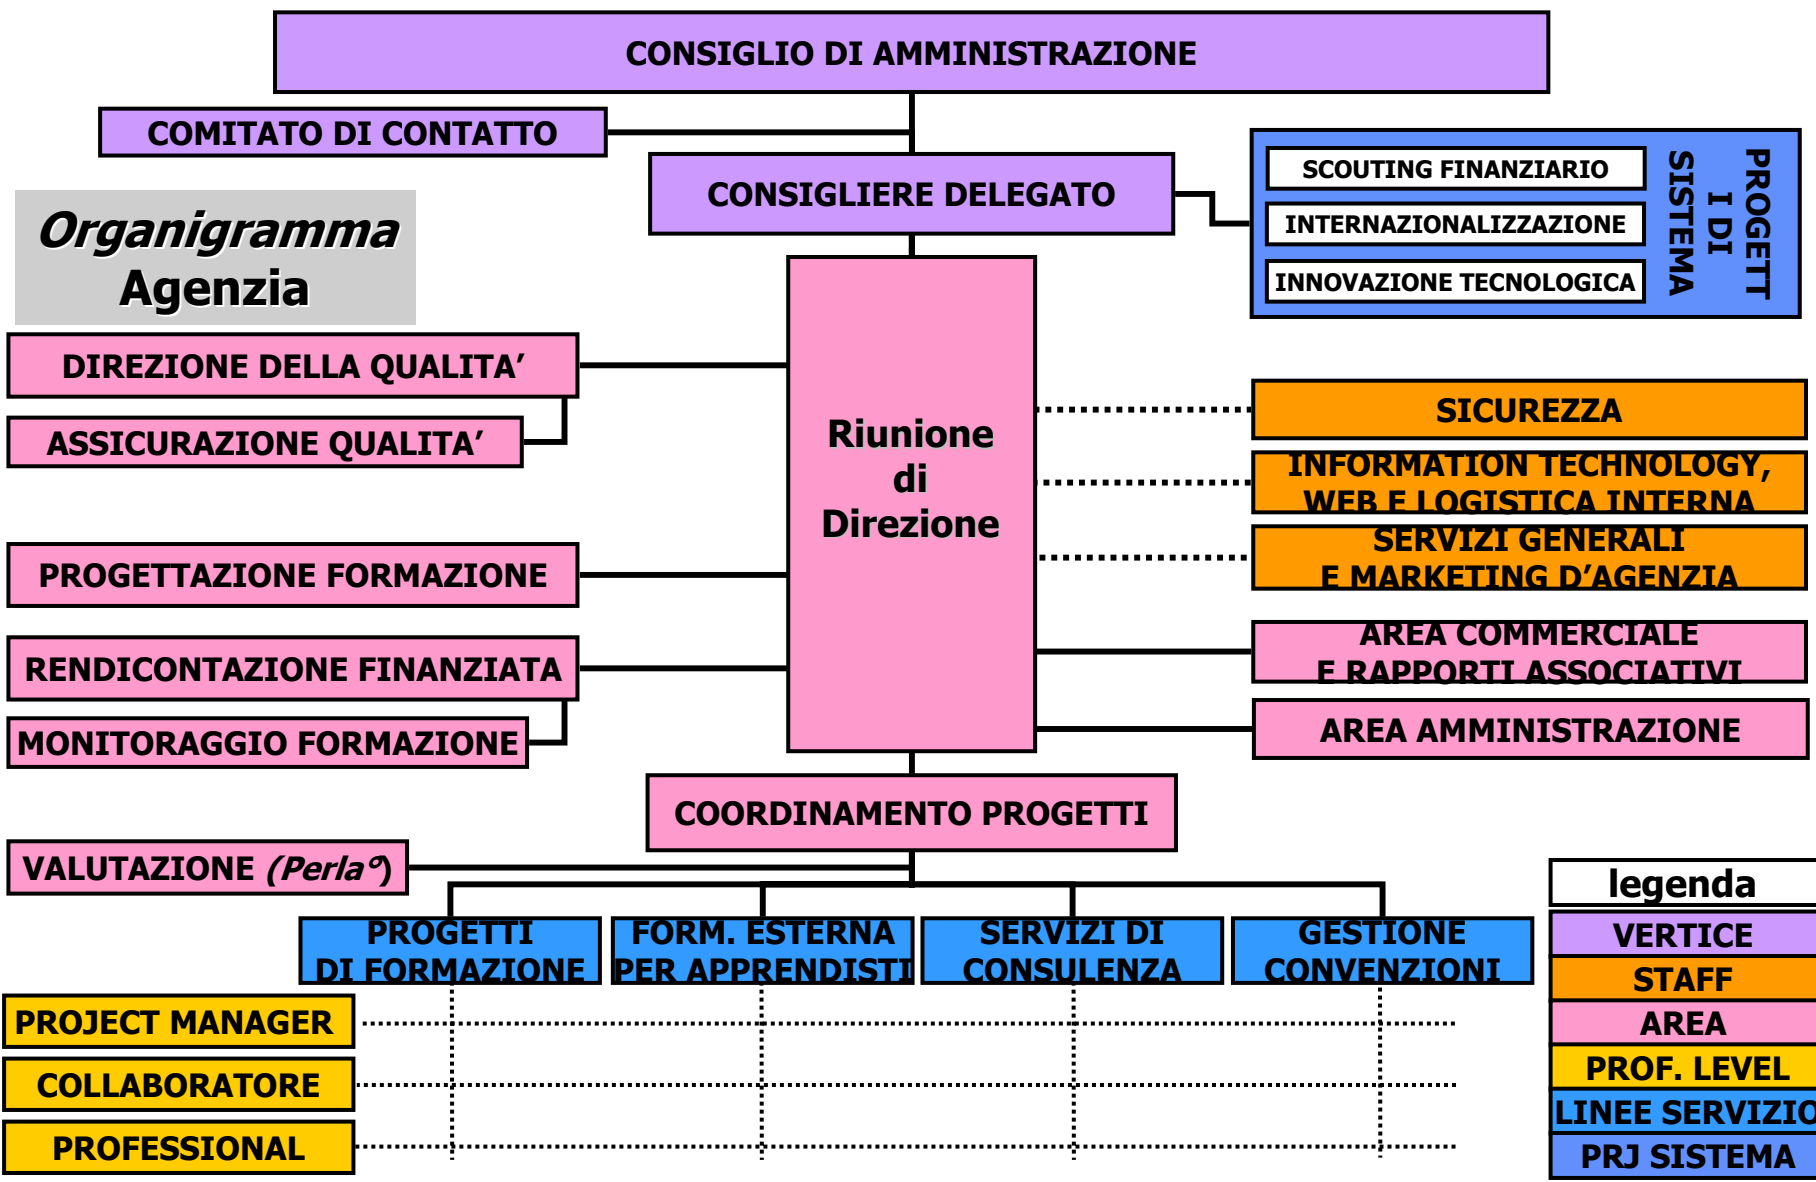 CONSIGLIO DI AMMINISTRAZIONE
COMITATO DI CONTATTO
CONSIGLIERE DELEGATO
SCOUTING FINANZIARIO
INTERNAZIONALIZZAZIONE
INNOVAZIONE TECNOLOGICA
PROGETT
I DI
SISTEMA
Organigramma
Agenzia
DIREZIONE DELLA QUALITA’
ASSICURAZIONE QUALITA’
PROGETTAZIONE FORMAZIONE
RENDICONTAZIONE FINANZIATA
MONITORAGGIO FORMAZIONE
Riunione
di
Direzione
SICUREZZA
INFORMATION TECHNOLOGY,
WEB E LOGISTICA INTERNA
SERVIZI GENERALI
E MARKETING D’AGENZIA
AREA COMMERCIALE
E RAPPORTI ASSOCIATIVI
AREA AMMINISTRAZIONE
COORDINAMENTO PROGETTI
VALUTAZIONE (Perla°)
PROGETTI
DI FORMAZIONE
FORM. ESTERNA
PER APPRENDISTI
SERVIZI DI
CONSULENZA
GESTIONE
CONVENZIONI
PROJECT MANAGER
COLLABORATORE
PROFESSIONAL
legenda
VERTICE
STAFF
AREA
PROF. LEVEL
LINEE SERVIZIO
PRJ SISTEMA